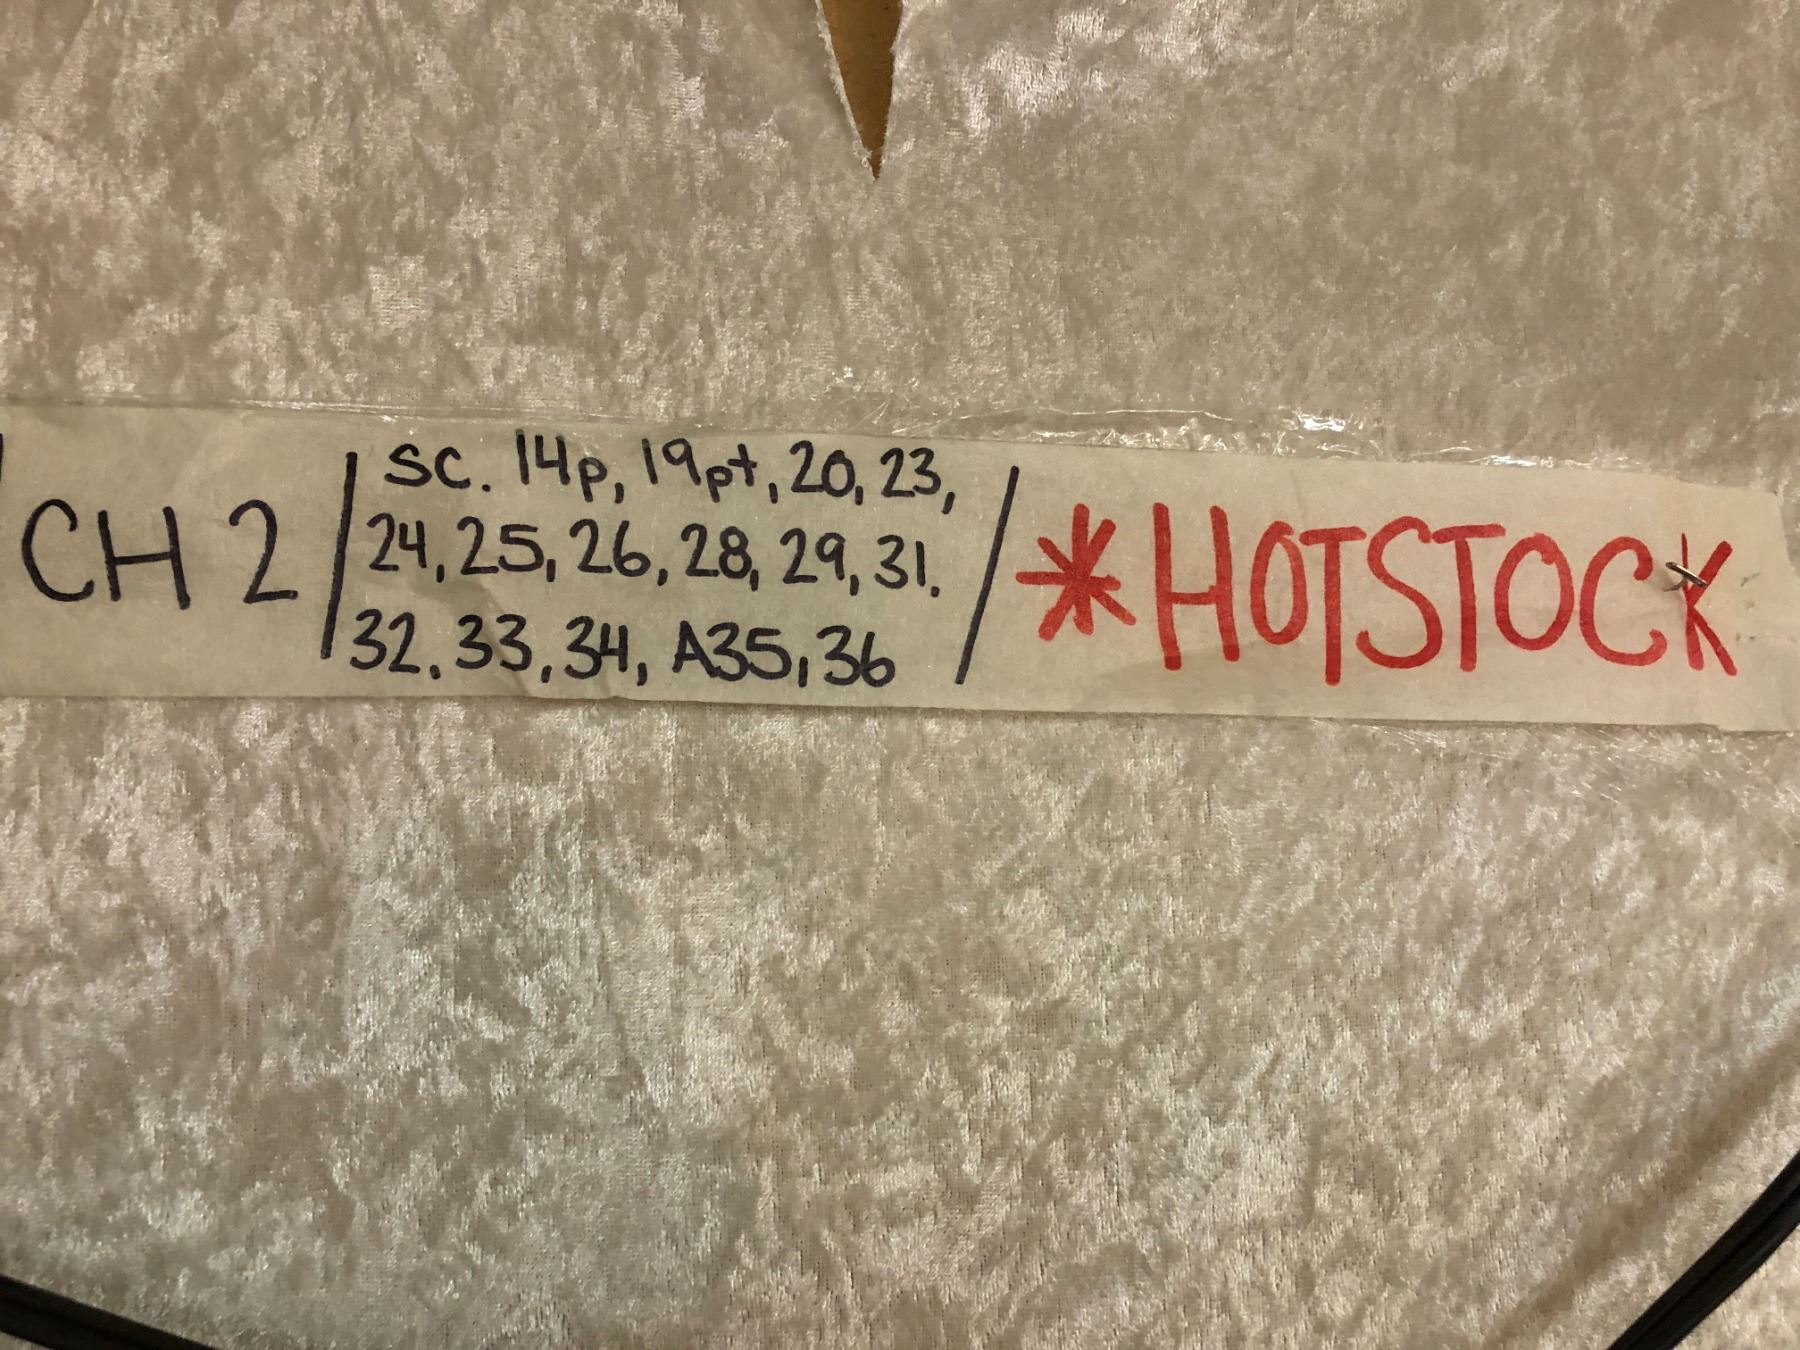 CH 2 / sc. 14p, 19pt, 20, 23,
24, 25, 26, 28, 29, 31.
32, 33, 34, A35, 36 / *HOTSTOCK